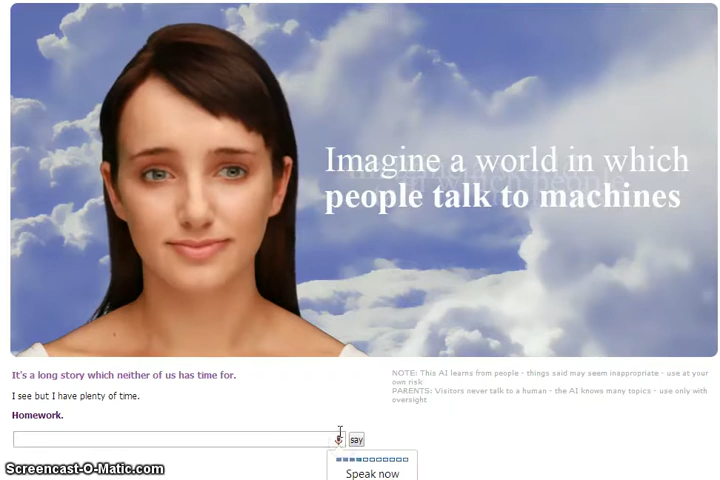 Imagine a world in which
people talk to machines
It's a long story which neither of us has time for.
I see but I have plenty of time.
Homework.
NOTE: This AI learns from people - things said may seem inappropriate - use at your
own risk
PARENTS: Visitors never talk to a human - the AI knows many topics - use only with
oversight
say
Speak now
Screencast-O-Matic.com